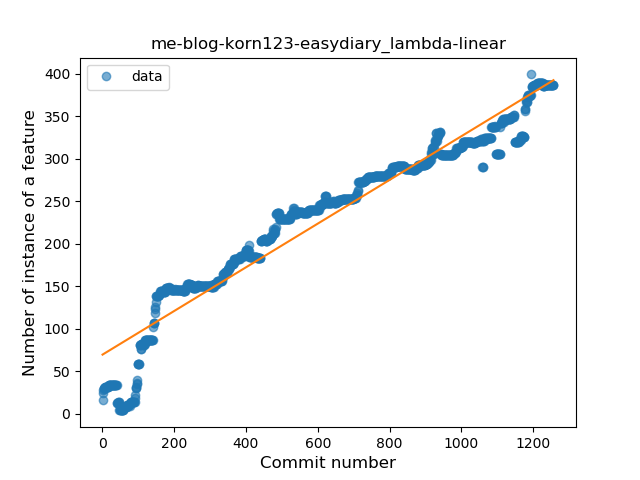 me-blog-korn123-easydiary_lambda-linear
data
Number of instance of a feature
400
350
300
250
200
150
100
50
0
0 200 400 600 800 1000 1200
Commit number